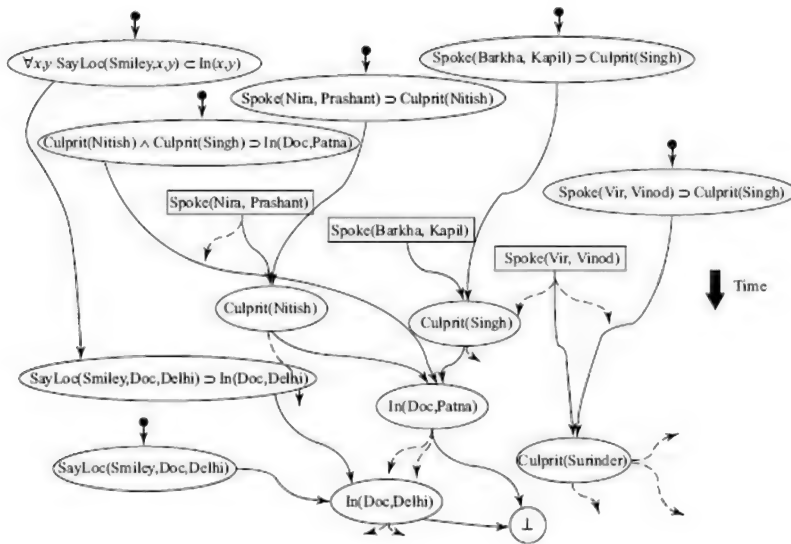 ∀x,y SayLoc(Smiley,x,y) ⊂ In(x,y)
Spoke(Barkha, Kapil) ⊃ Culprit(Singh)
Spoke(Nira, Prashant) ⊃ Culprit(Nitish)
Culprit(Nitish) ∧ Culprit(Singh) ⊃ In(Doc,Patna)
Spoke(Vir, Vinod) ⊃ Culprit(Singh)
Spoke(Nira, Prashant)
Spoke(Barkha, Kapil)
Spoke(Vir, Vinod)
Time
Culprit(Nitish)
Culprit(Singh)
SayLoc(Smiley,Doc,Delhi) ⊃ In(Doc,Delhi)
In(Doc,Patna)
SayLoc(Smiley,Doc,Delhi)
Culprit(Surinder)
In(Doc,Delhi)
⊥